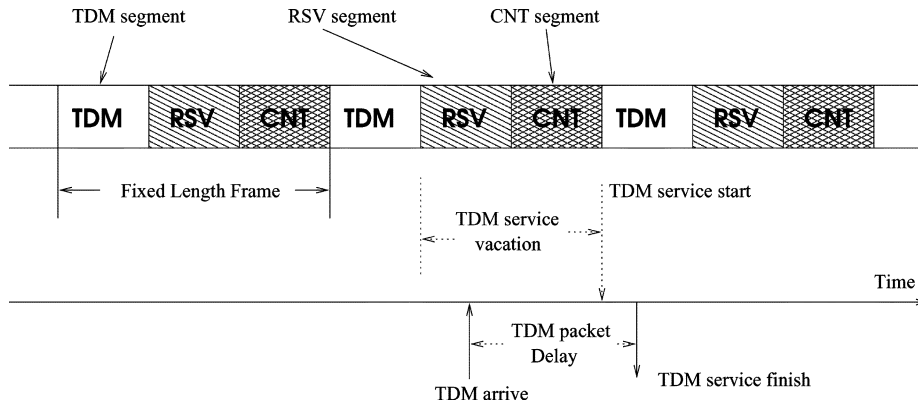 TDM segment RSV segment CNT segment
TDM RSV CNT TDM RSV CNT TDM RSV CNT
Fixed Length Frame
TDM service start
TDM service
vacation
Time
TDM packet
Delay
TDM service finish
TDM arrive